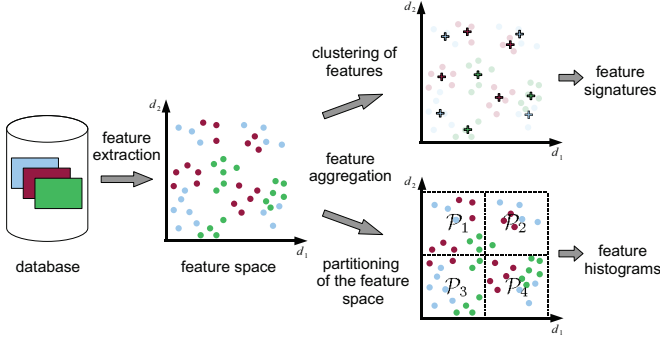 database
feature
extraction
d2
d1
feature space
clustering of
features
feature
aggregation
partitioning
of the feature
space
d2
d1
feature
signatures
d2
P1
P2
P3
P4
d1
feature
histograms